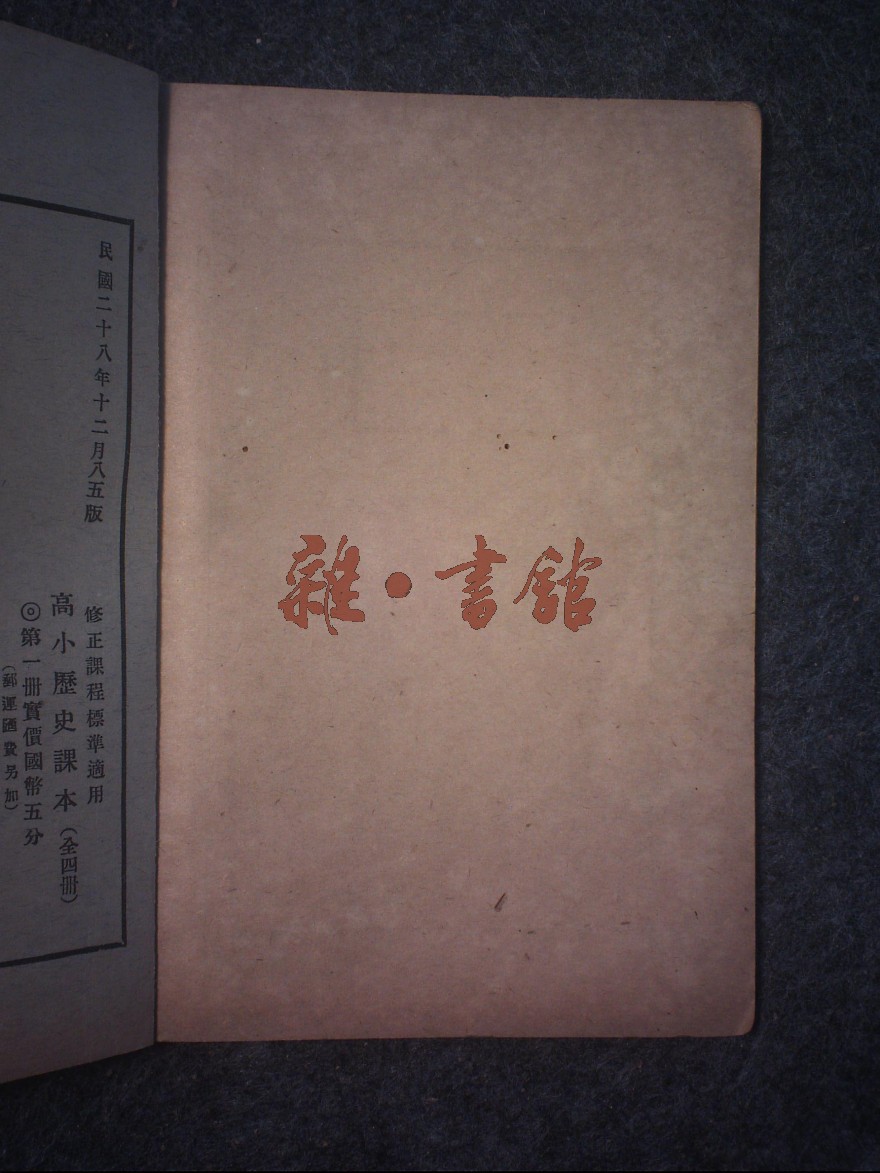 民國二十八年十二月八五版
修正課程標準適用
高小歷史課本（全四冊）
◎第一冊實價國幣五分
（郵運匯費另加）
雜·書館